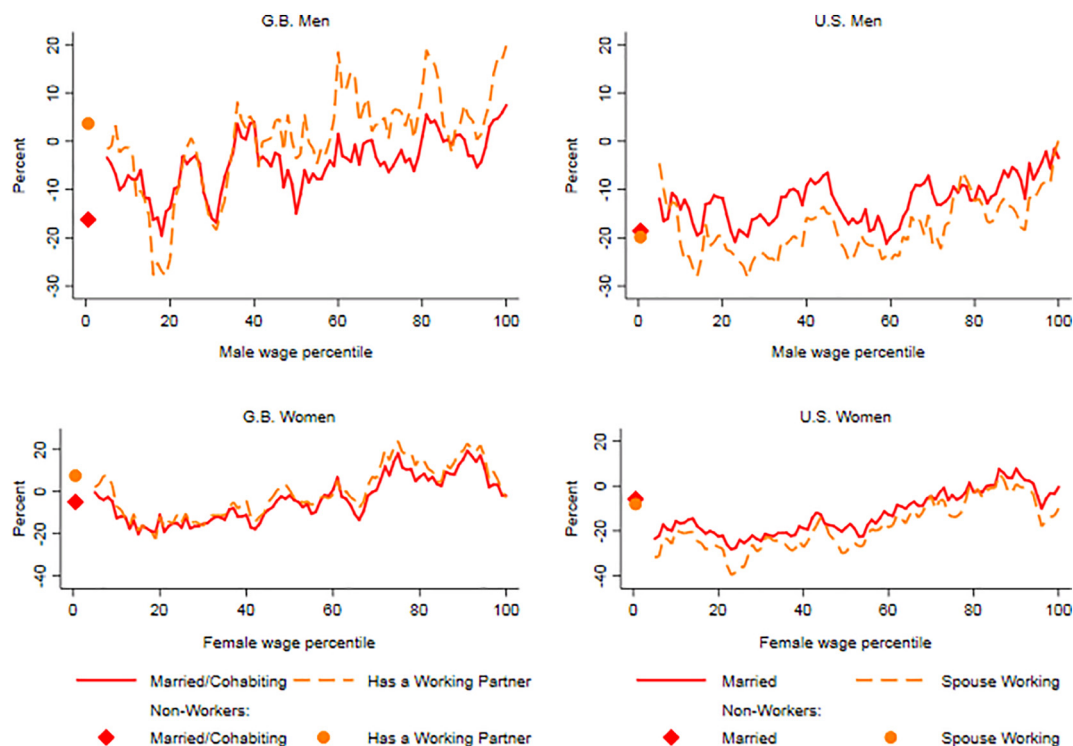 G.B. Men
U.S. Men
Percent
20
10
0
-10
-20
-30
0 20 40 60 80 100
Male wage percentile
Percent
20
10
0
-10
-20
-30
0 20 40 60 80 100
Male wage percentile
G.B. Women
U.S. Women
Percent
20
0
-20
-40
0 20 40 60 80 100
Female wage percentile
Percent
20
0
-20
-40
0 20 40 60 80 100
Female wage percentile
Married/Cohabiting Has a Working Partner
Non-Workers:
Married/Cohabiting Has a Working Partner
Married Spouse Working
Non-Workers:
Married Spouse Working